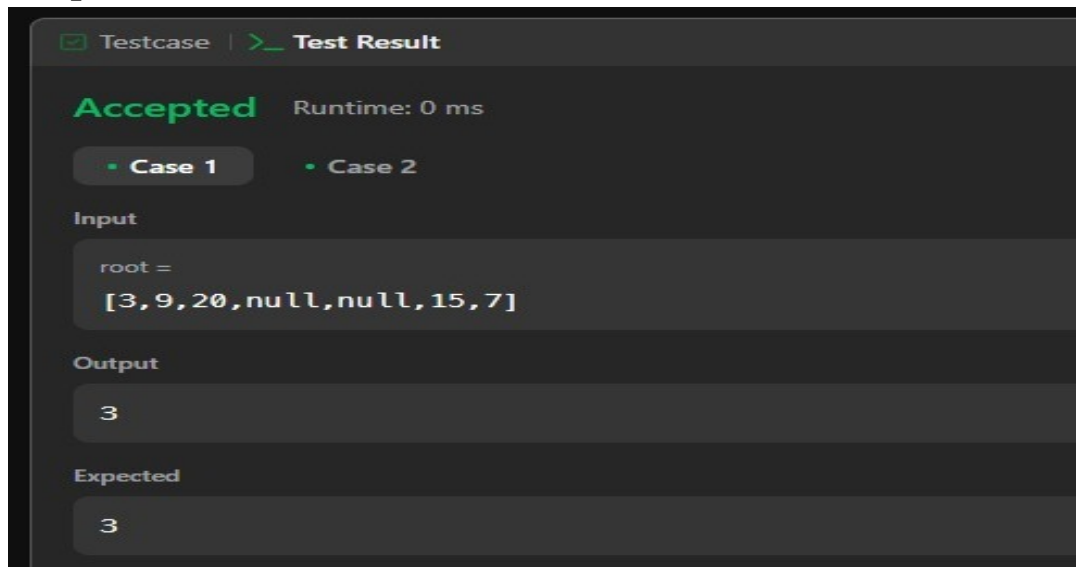 Testcase | >_ Test Result
Accepted Runtime: 0 ms
• Case 1 • Case 2
Input
root =
[3,9,20,null,null,15,7]
Output
3
Expected
3